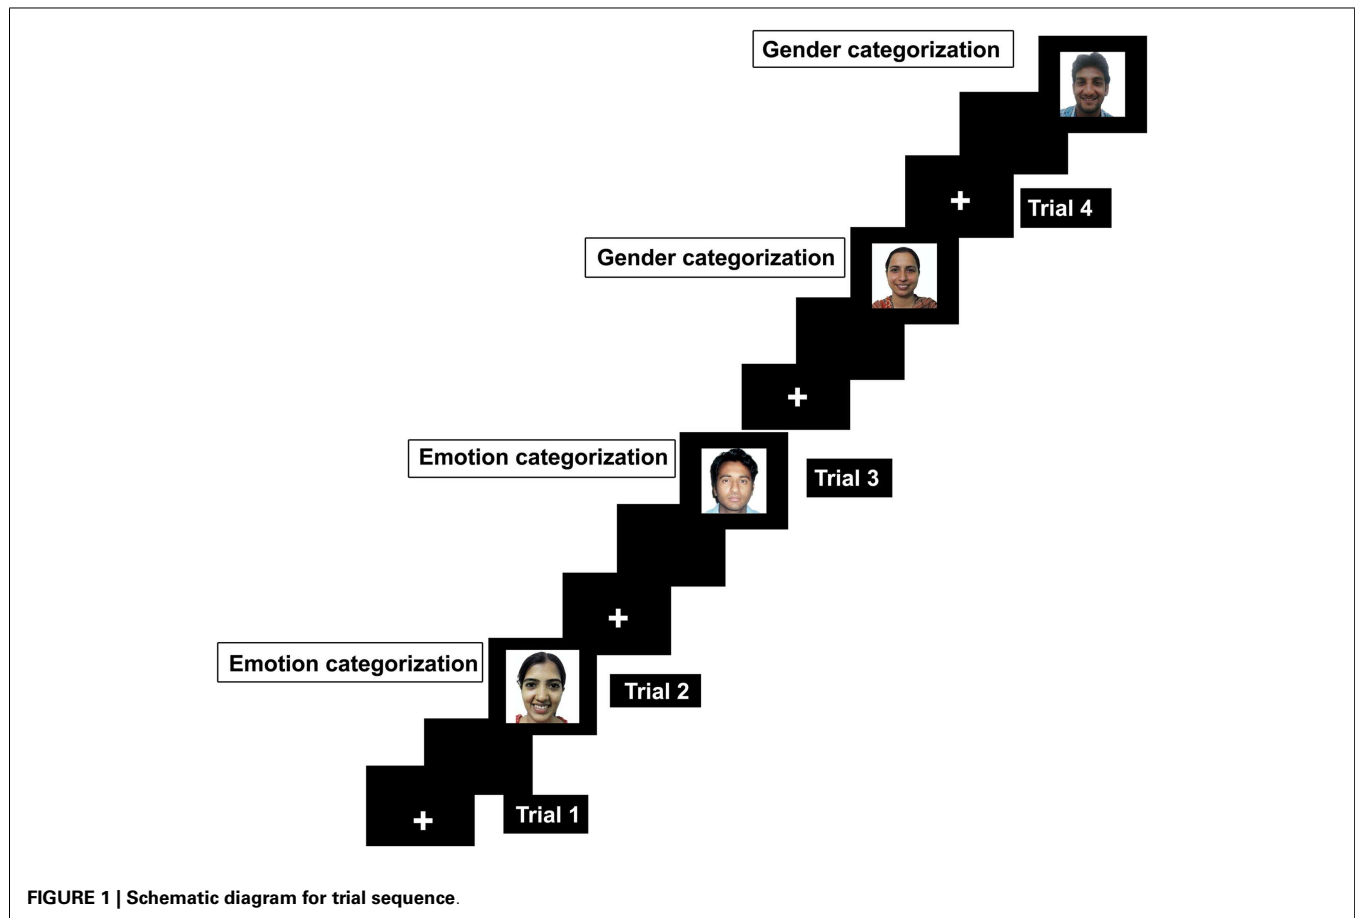 Gender categorization
Trial 4
Gender categorization
Emotion categorization
Trial 3
Emotion categorization
Trial 2
Trial 1
FIGURE 1 | Schematic diagram for trial sequence.